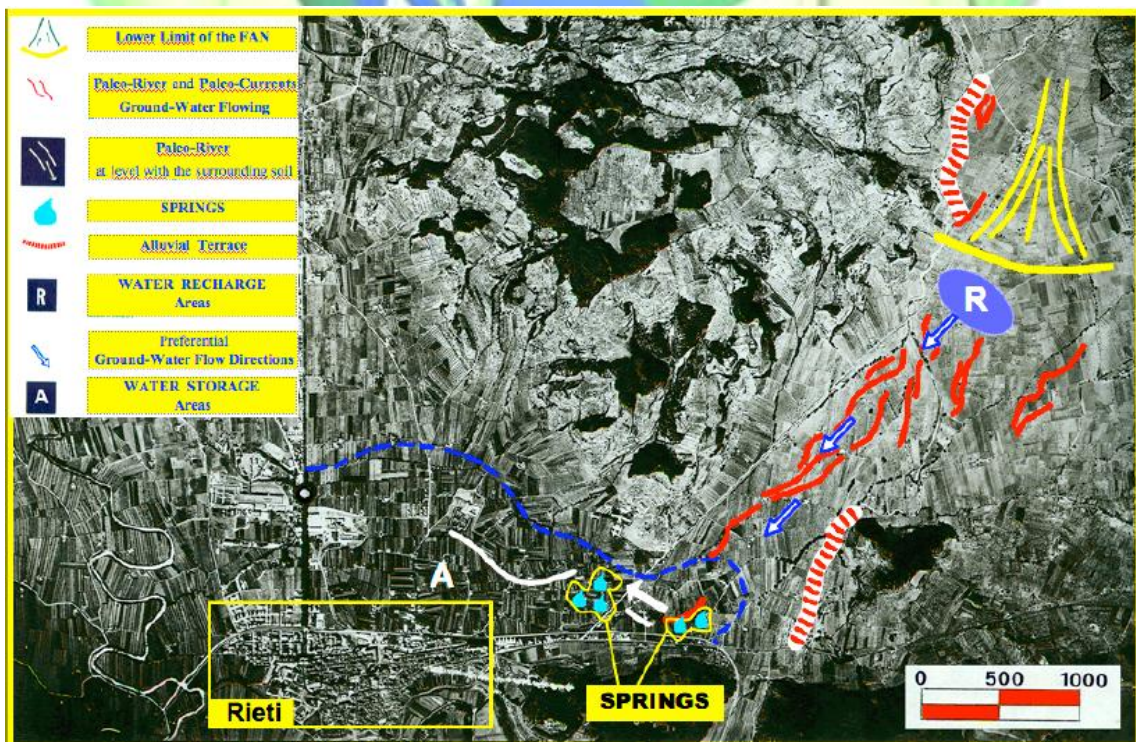 Lower Limit of the FAN
Paleo-River and Paleo-Currents
Ground-Water Flowing
Paleo-River
at level with the surrounding soil
SPRINGS
Alluvial Terrace
R
WATER RECHARGE
Areas
Preferential
Ground-Water Flow Directions
A
WATER STORAGE
Areas
R
A
SPRINGS
Rieti
0 500 1000